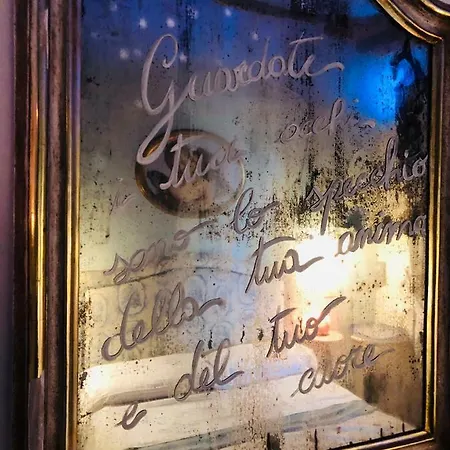 Guardati
i tuoi occhi
sono lo specchio
della tua anima
e del tuo
cuore